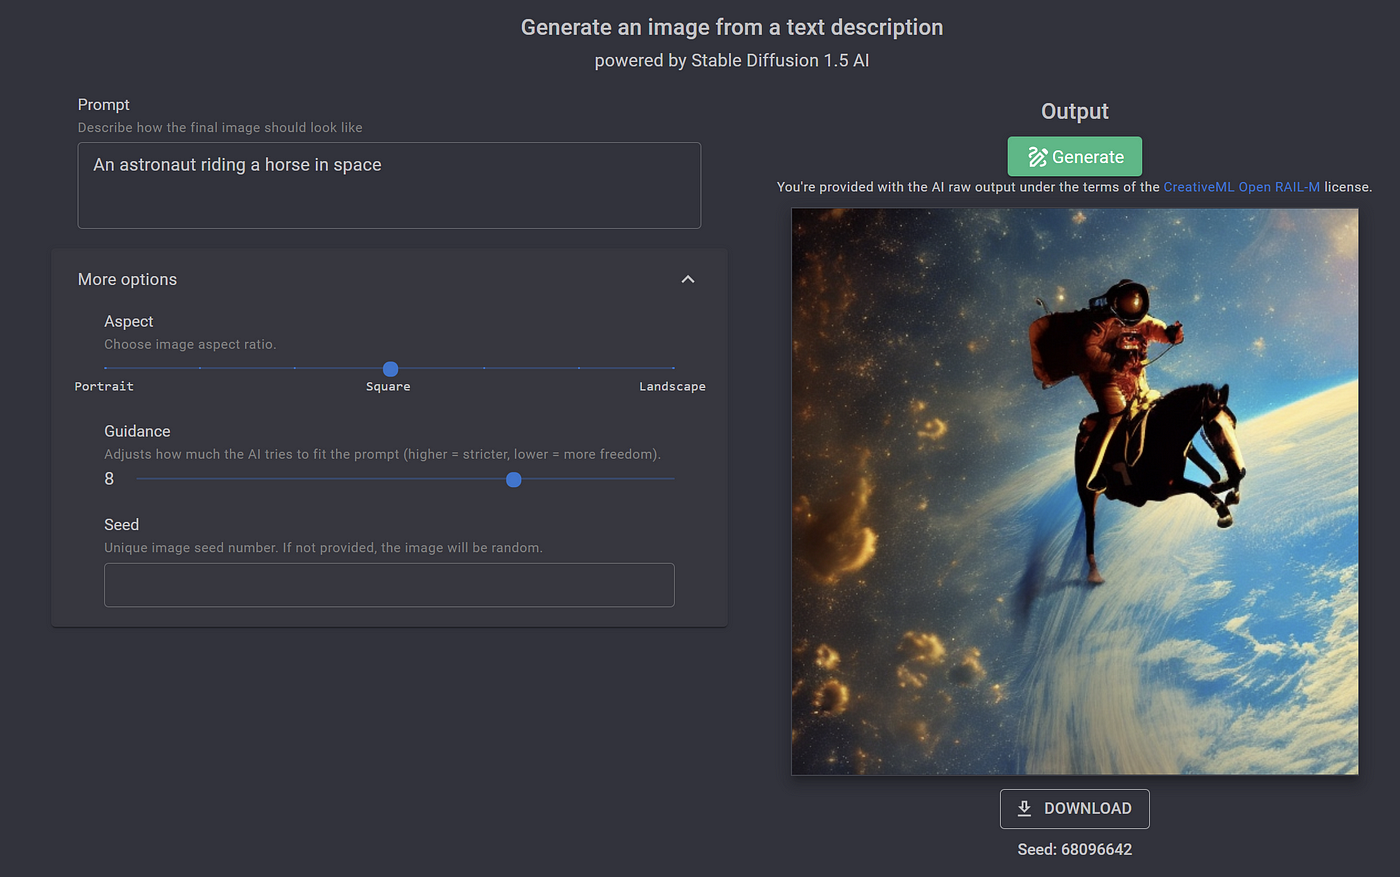 Generate an image from a text description
powered by Stable Diffusion 1.5 AI
Prompt
Describe how the final image should look like
An astronaut riding a horse in space
More options
Aspect
Choose image aspect ratio.
Portrait Square Landscape
Guidance
Adjusts how much the AI tries to fit the prompt (higher = stricter, lower = more freedom).
8
Seed
Unique image seed number. If not provided, the image will be random.
Output
Generate
You're provided with the AI raw output under the terms of the CreativeML Open RAIL-M license.
DOWNLOAD
Seed: 68096642